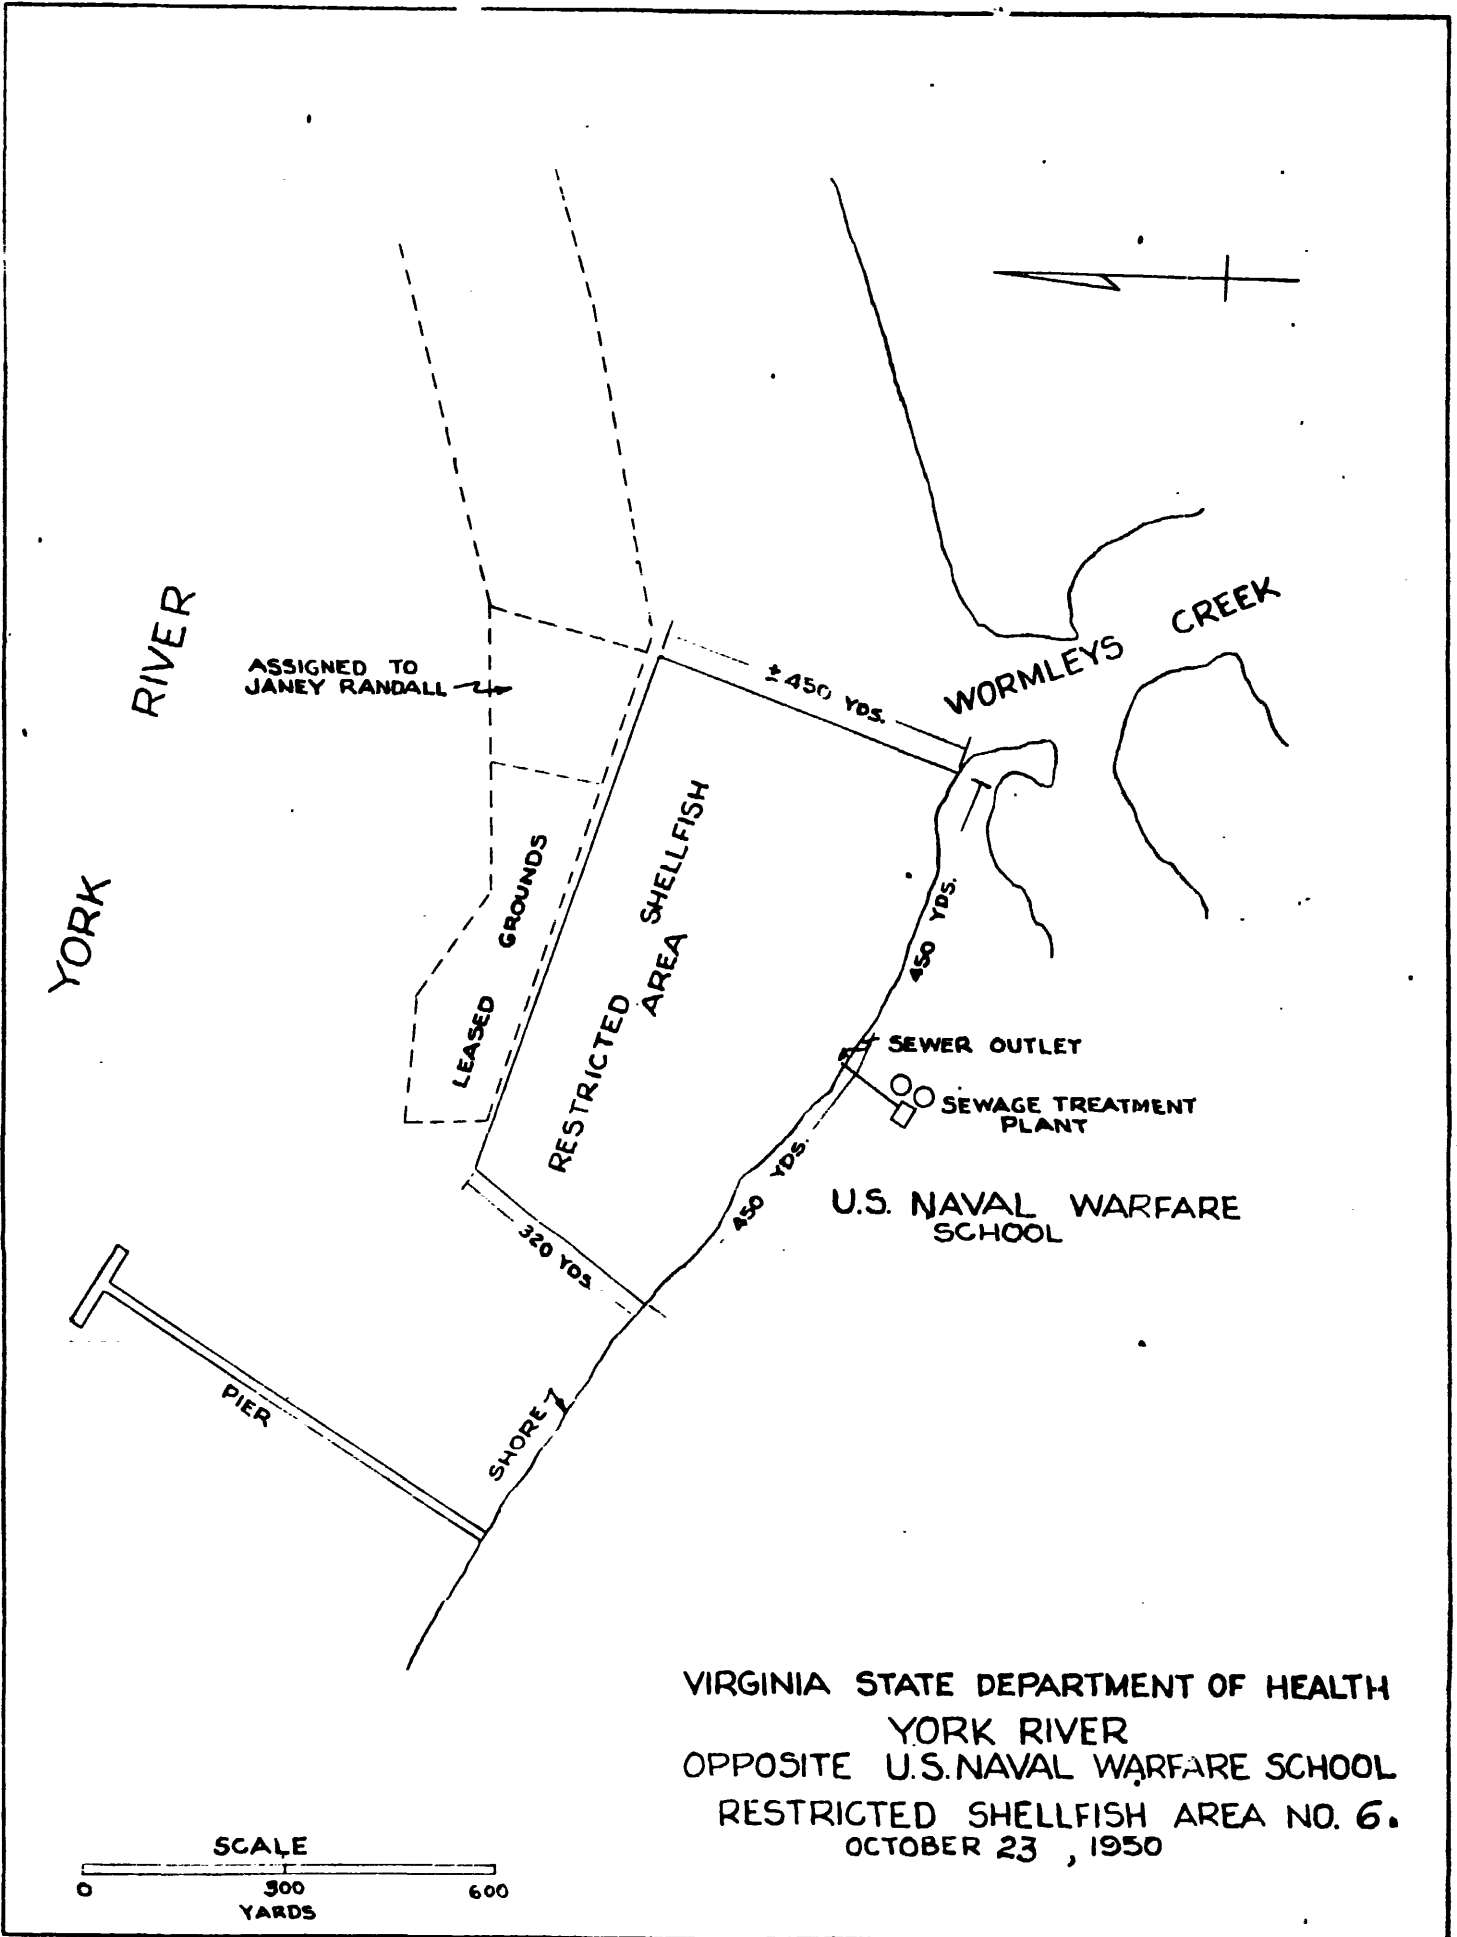 RIVER
YORK
ASSIGNED TO
JANEY RANDALL
± 450 YDS.
WORMLEYS CREEK
LEASED GROUNDS
RESTRICTED SHELLFISH
AREA
450 YDS.
SEWER OUTLET
SEWAGE TREATMENT
PLANT
450 YDS.
U.S. NAVAL WARFARE
SCHOOL
320 YDS
PIER
SHORE
VIRGINIA STATE DEPARTMENT OF HEALTH
YORK RIVER
OPPOSITE U.S. NAVAL WARFARE SCHOOL
RESTRICTED SHELLFISH AREA NO. 6.
OCTOBER 23, 1950
SCALE
0 300 600
YARDS